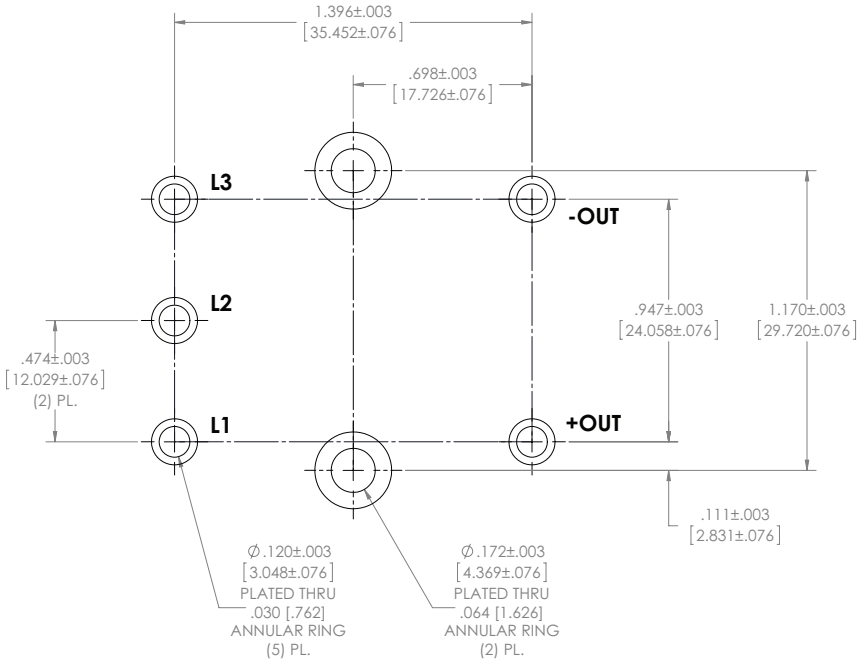 1.396±.003
[35.452±.076]
.698±.003
[17.726±.076]
L3
-OUT
L2
.947±.003
[24.058±.076]
1.170±.003
[29.720±.076]
.474±.003
[12.029±.076]
(2) PL.
L1
+OUT
.111±.003
[2.831±.076]
Ø.120±.003
[3.048±.076]
PLATED THRU
.030 [.762]
ANNULAR RING
(5) PL.
Ø.172±.003
[4.369±.076]
PLATED THRU
.064 [1.626]
ANNULAR RING
(2) PL.